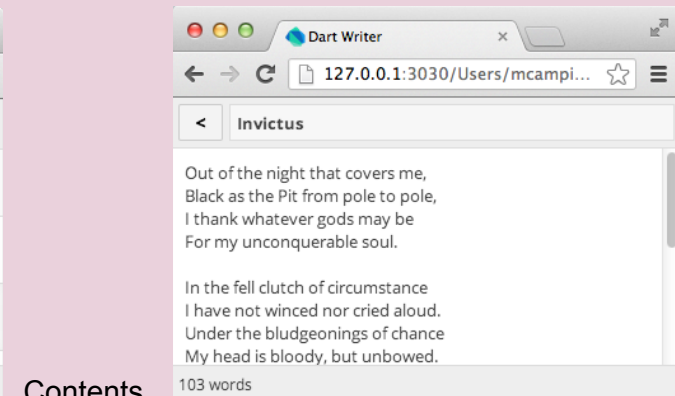 Dart Writer
127.0.0.1:3030/Users/mcampi...
<
Invictus
Out of the night that covers me,
Black as the Pit from pole to pole,
I thank whatever gods may be
For my unconquerable soul.
In the fell clutch of circumstance
I have not winced nor cried aloud.
Under the bludgeonings of chance
My head is bloody, but unbowed.
Contents
103 words